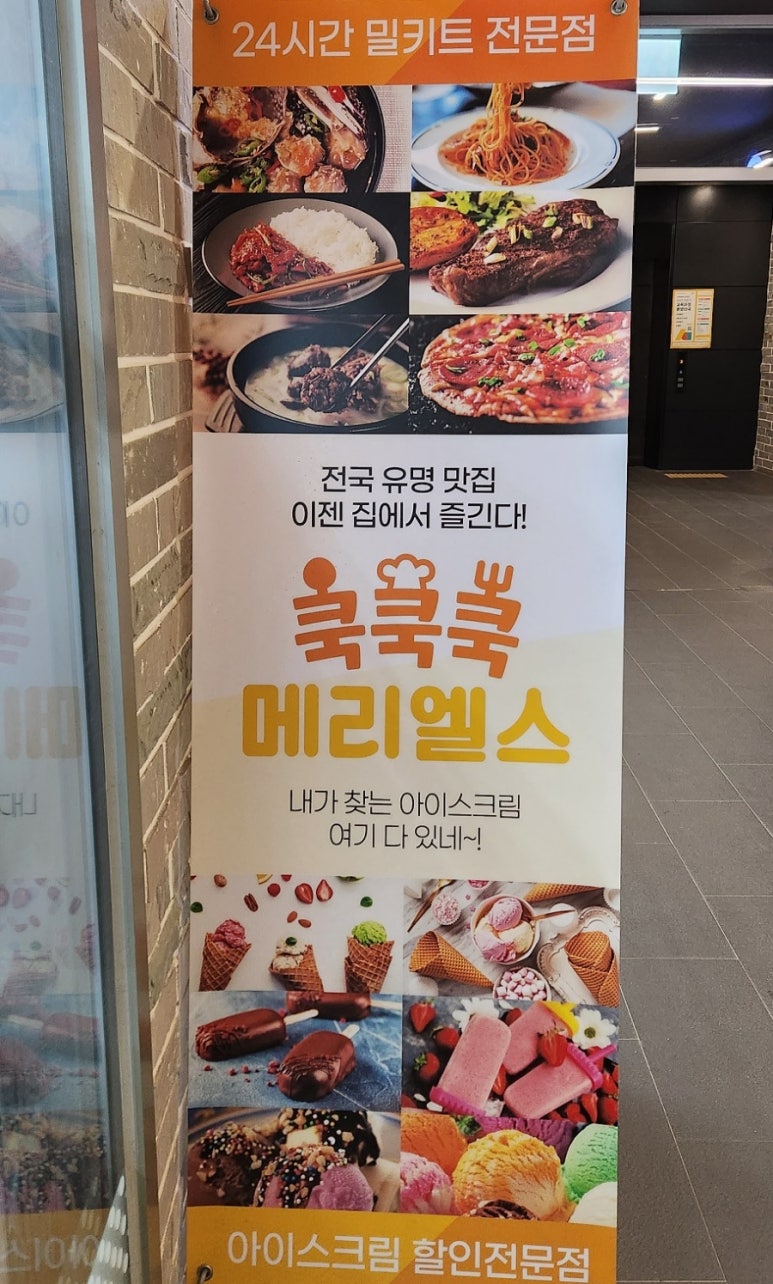 24시간 밀키트 전문점
전국 유명 맛집
이젠 집에서 즐긴다!
쿡쿡쿡
메리엘스
내가 찾는 아이스크림
여기 다 있네~!
아이스크림 할인전문점